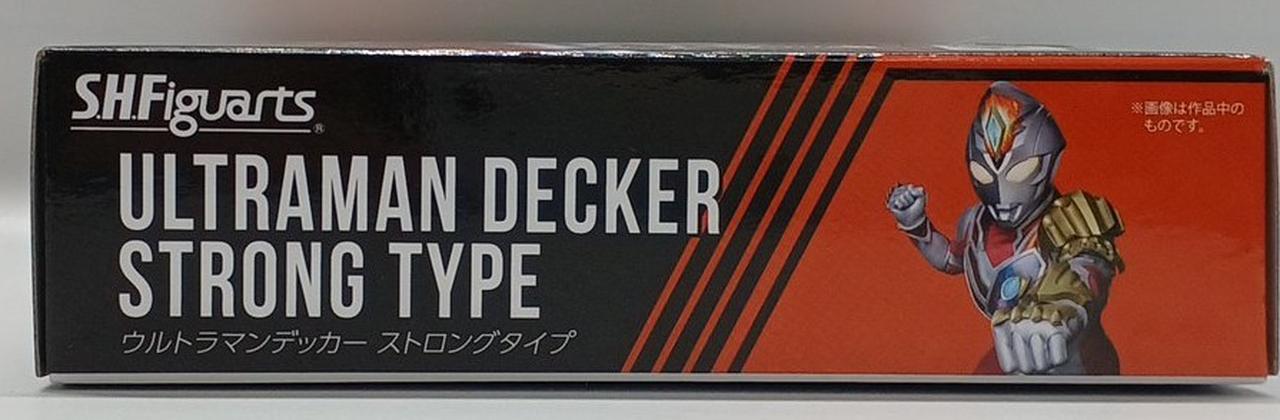 S.H.Figuarts®
ULTRAMAN DECKER
STRONG TYPE
ウルトラマンデッカー ストロングタイプ
※画像は作品中の
ものです。